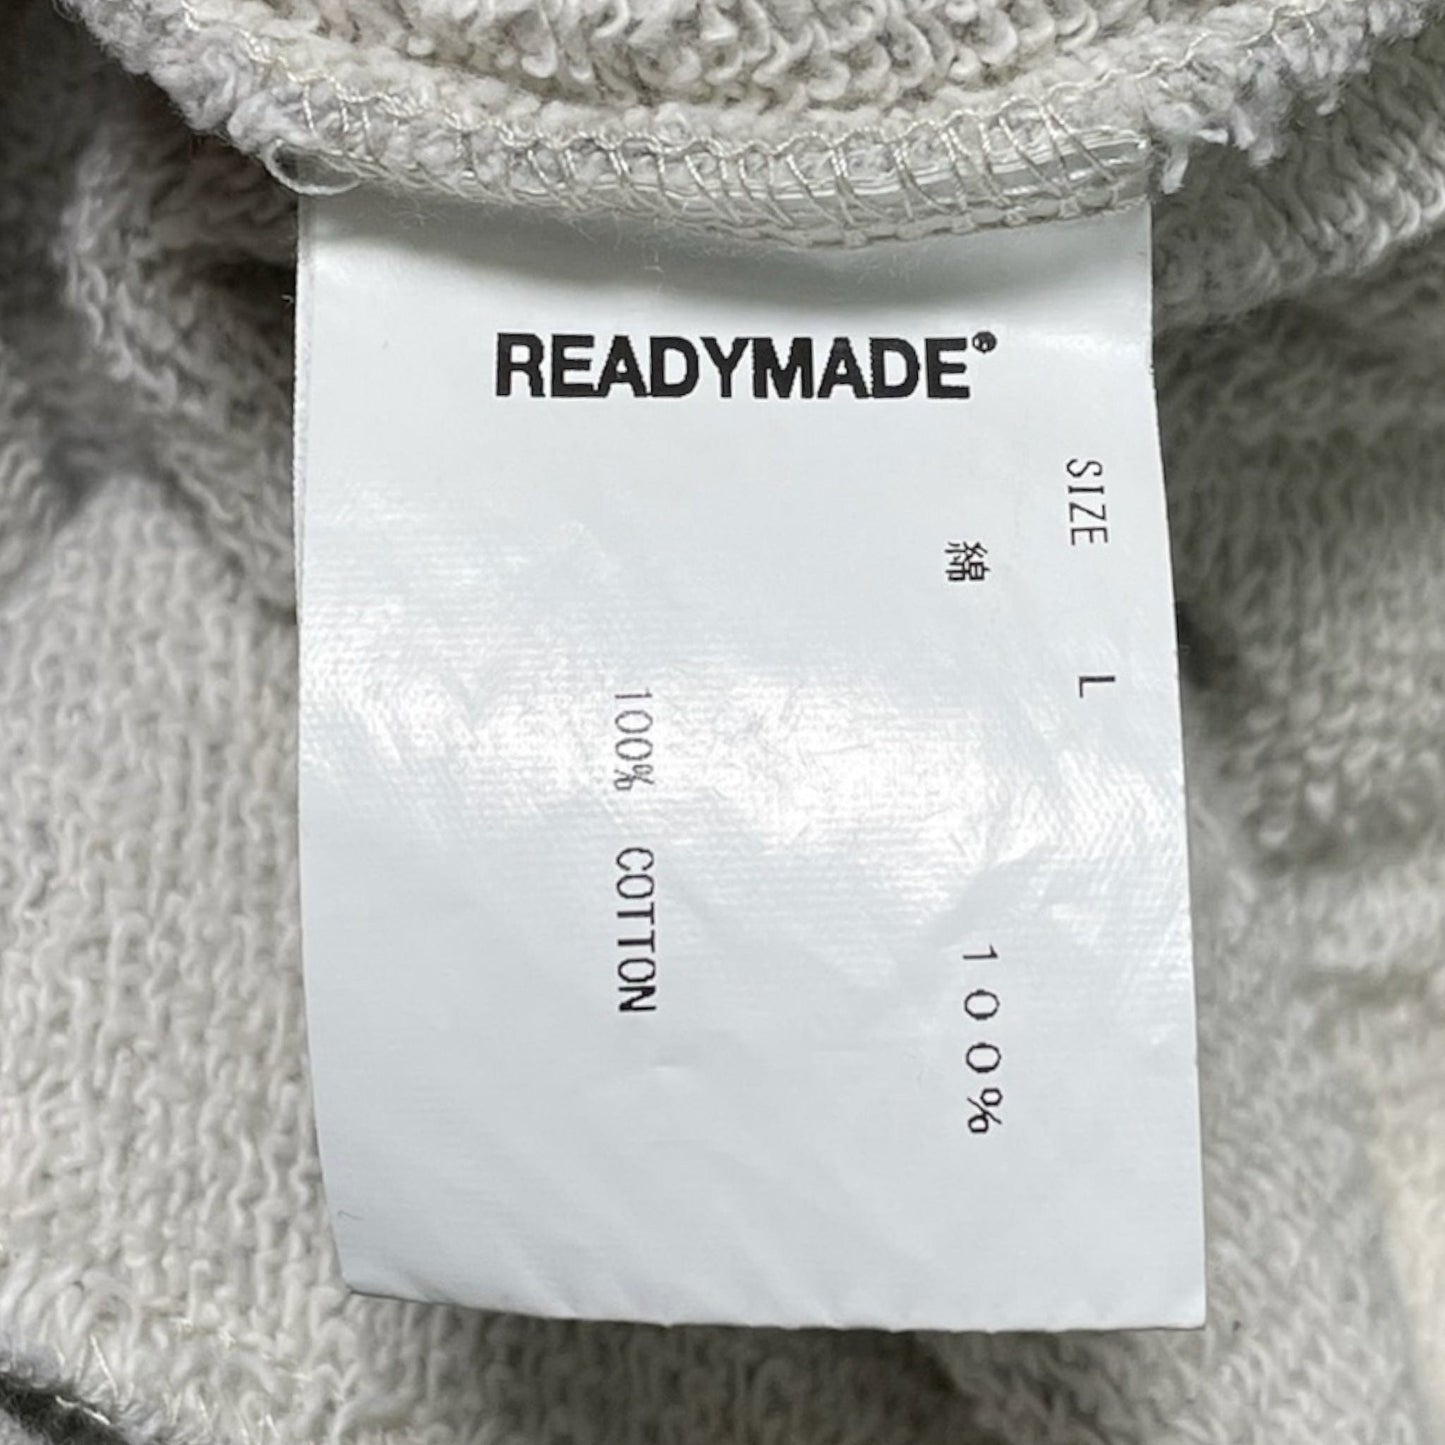 READYMADE®
SIZE L
綿 100%
100% COTTON